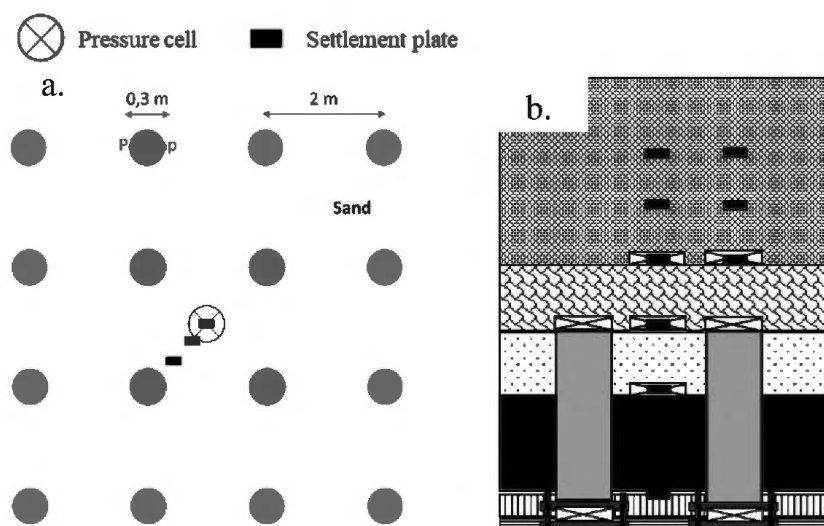 Pressure cell
Settlement plate
a.
0,3 m
2 m
b.
Sand